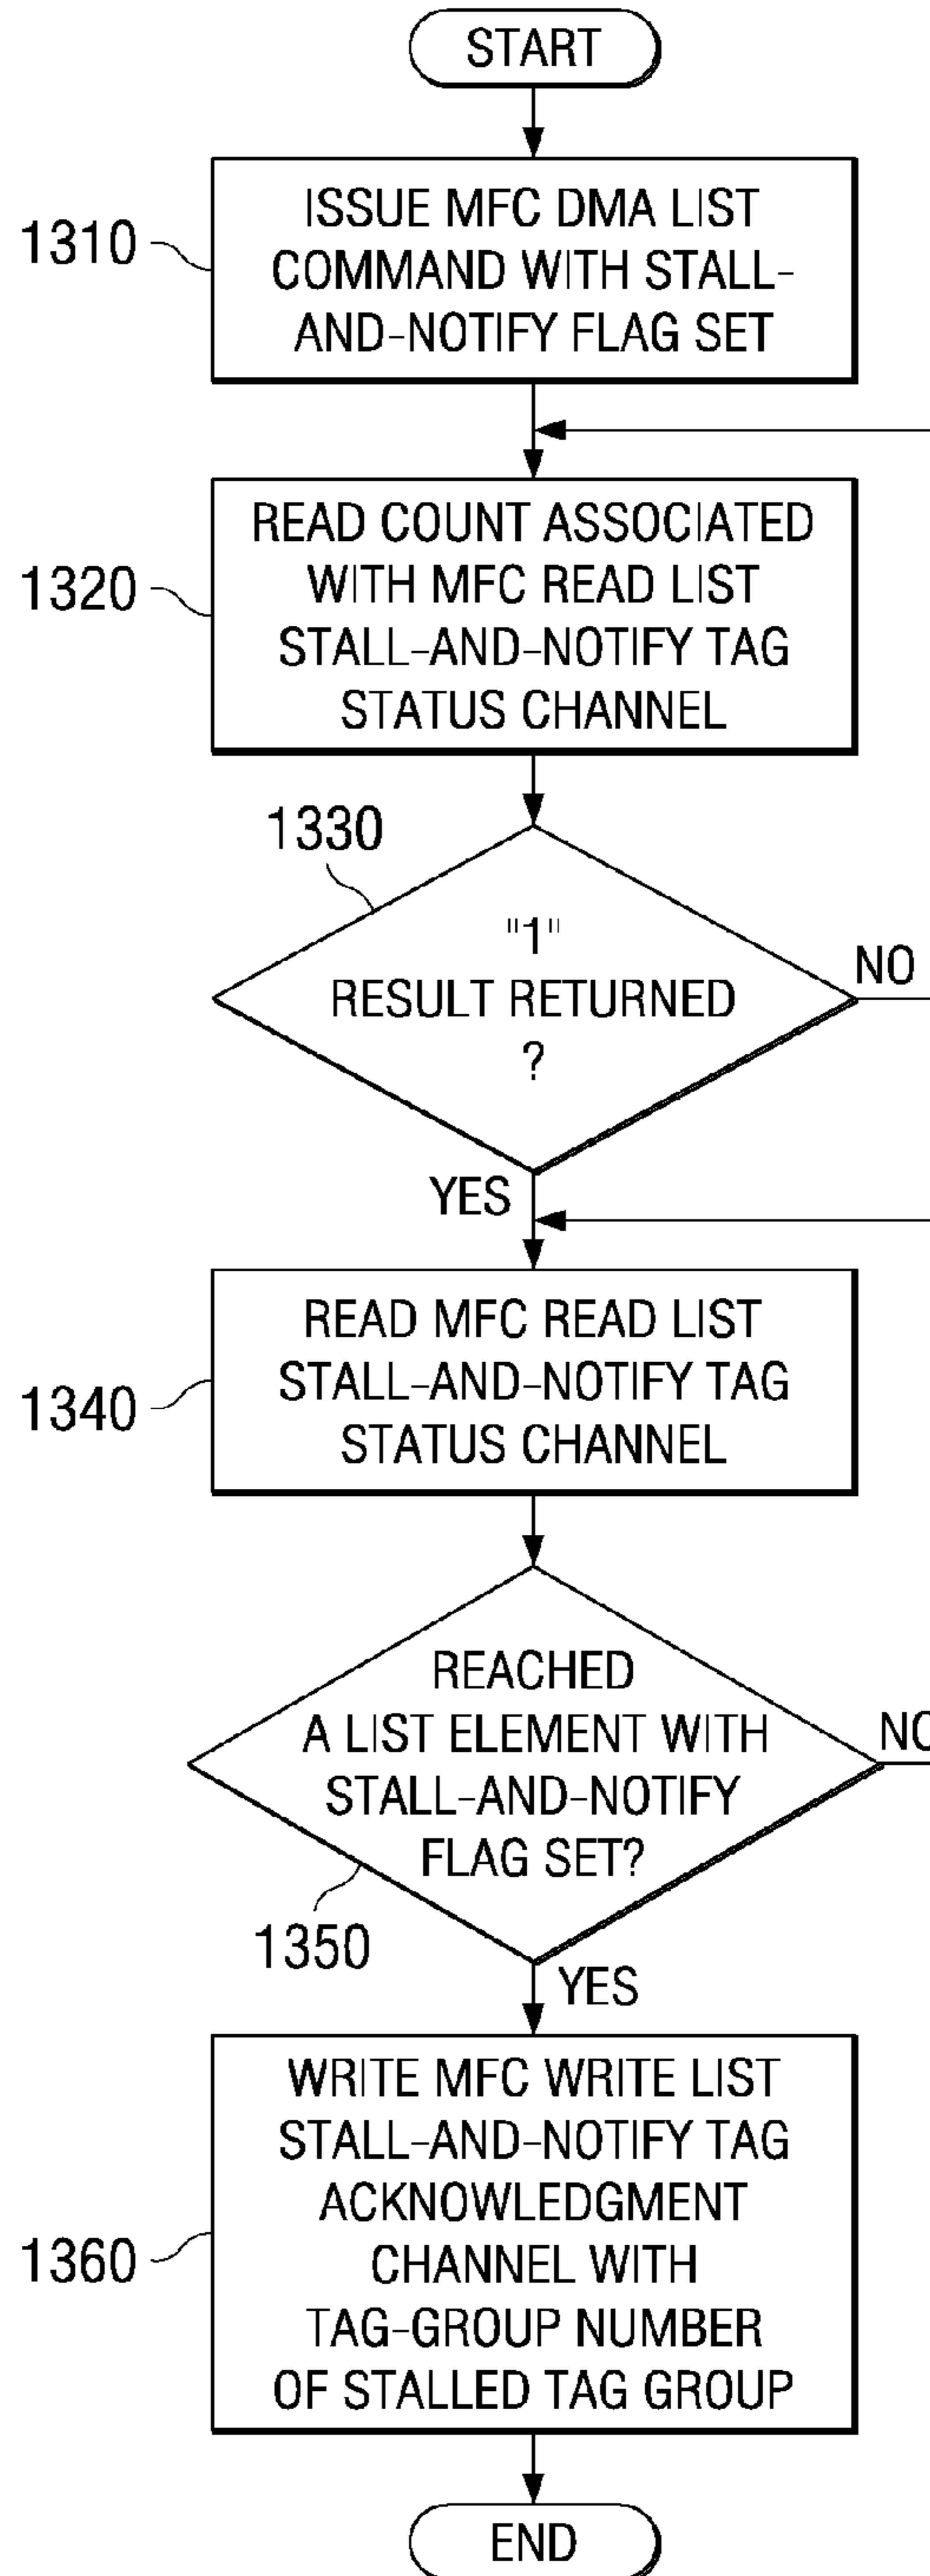 START
1310
ISSUE MFC DMA LIST
COMMAND WITH STALL-
AND-NOTIFY FLAG SET
1320
READ COUNT ASSOCIATED
WITH MFC READ LIST
STALL-AND-NOTIFY TAG
STATUS CHANNEL
1330
"1"
RESULT RETURNED
?
NO
YES
1340
READ MFC READ LIST
STALL-AND-NOTIFY TAG
STATUS CHANNEL
REACHED
A LIST ELEMENT WITH
STALL-AND-NOTIFY
FLAG SET?
NO
1350
YES
1360
WRITE MFC WRITE LIST
STALL-AND-NOTIFY TAG
ACKNOWLEDGMENT
CHANNEL WITH
TAG-GROUP NUMBER
OF STALLED TAG GROUP
END